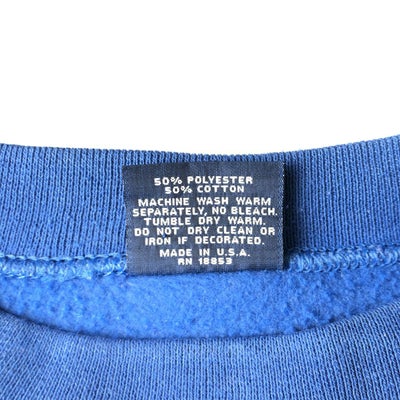 50% POLYESTER
50% COTTON
MACHINE WASH WARM
SEPARATELY, NO BLEACH.
TUMBLE DRY WARM.
DO NOT DRY CLEAN OR
IRON IF DECORATED.
MADE IN U.S.A.
RN 18853